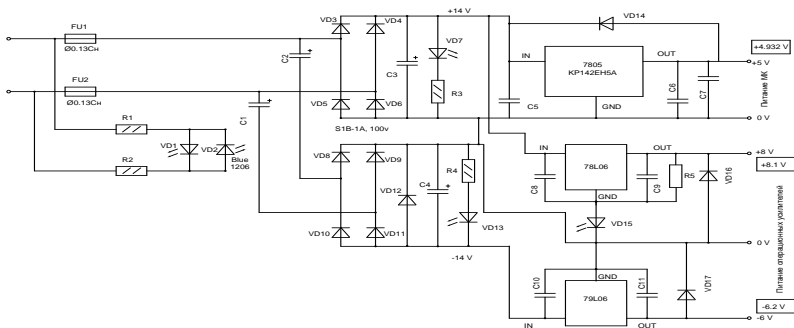 FU1
Ø0.13Cн
FU2
Ø0.13Cн
R1
R2
VD1
VD2
Blue
1206
C1
C2
VD3
VD4
VD5
VD6
S1B-1A, 100v
+14 V
C3
VD7
R3
VD8
VD9
VD10
VD11
VD12
C4
R4
VD13
-14 V
VD14
IN
7805
KP142EH5A
OUT
GND
C5
C6
C7
+4.932 V
+5 V
Питание МК
0 V
IN
78L06
OUT
GND
C8
C9
R5
VD16
+8 V
+8.1 V
VD15
0 V
Питание операционных усилителей
C10
GND
C11
79L06
IN
OUT
VD17
-6.2 V
-6 V